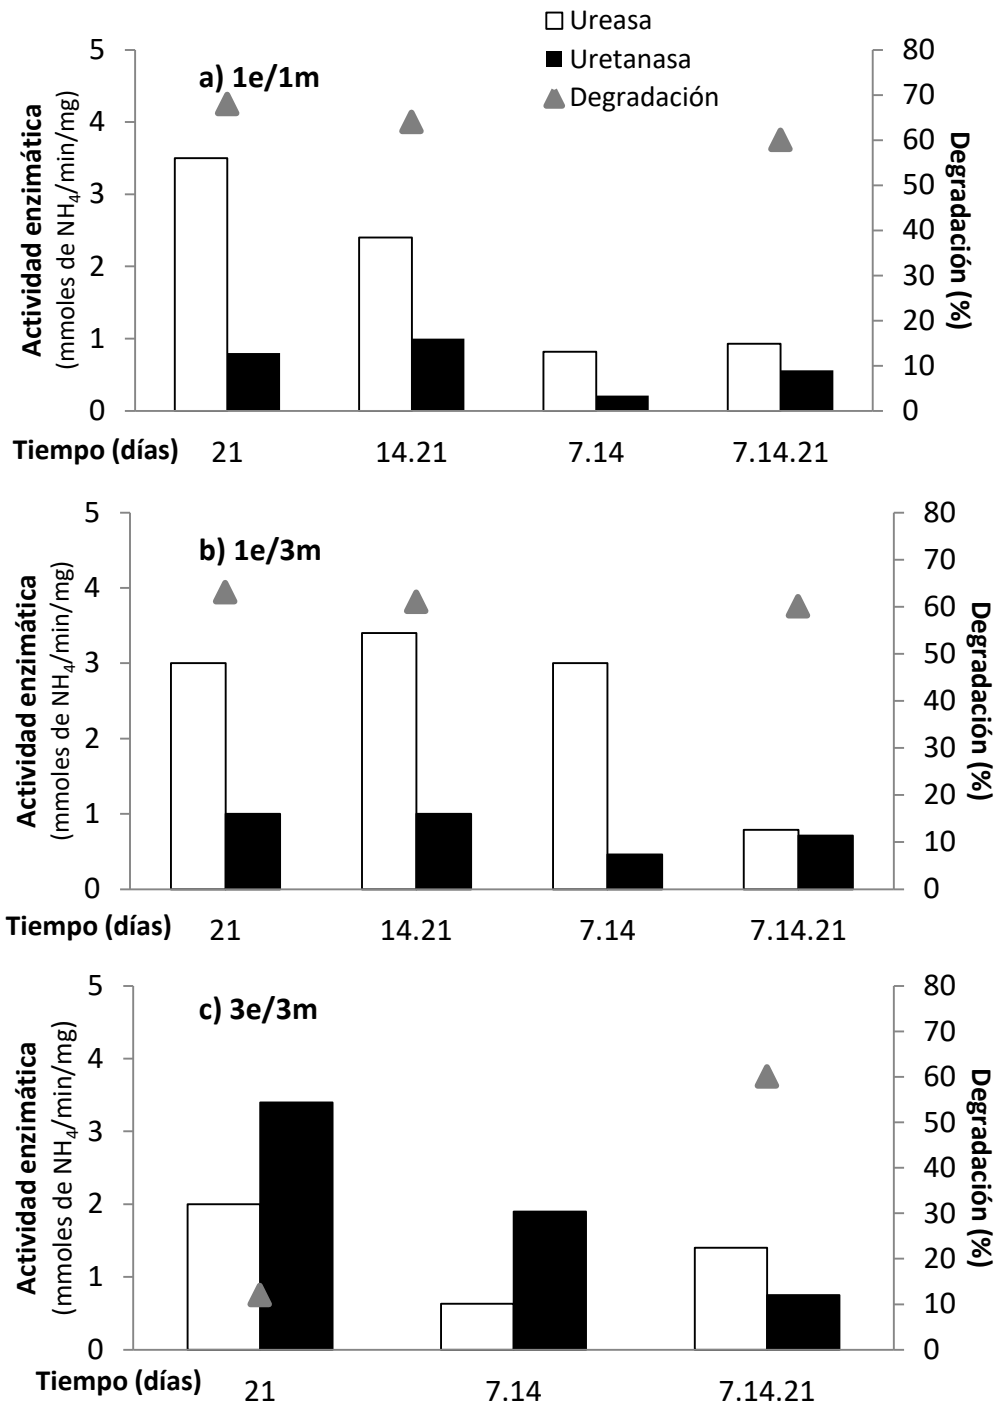 Ureasa
Uretanasa
Degradación
a) 1e/1m
Actividad enzimática
(mmoles de NH₄/min/mg)
5
4
3
2
1
0
80
70
60
50
40
30
20
10
0
Degradación (%)
Tiempo (días) 21 14.21 7.14 7.14.21
b) 1e/3m
Actividad enzimática
(mmoles de NH₄/min/mg)
5
4
3
2
1
0
80
70
60
50
40
30
20
10
0
Degradación (%)
Tiempo (días) 21 14.21 7.14 7.14.21
c) 3e/3m
Actividad enzimática
(mmoles de NH₄/min/mg)
5
4
3
2
1
0
80
70
60
50
40
30
20
10
0
Degradación (%)
Tiempo (días) 21 7.14 7.14.21